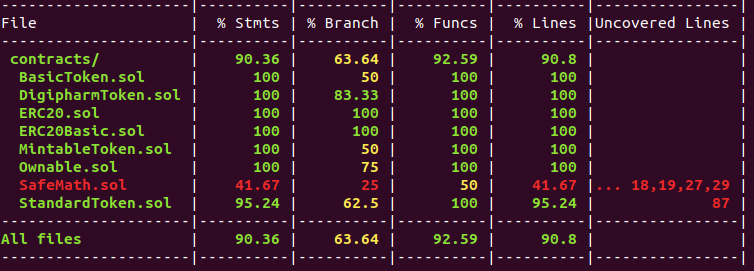 --------------------|-----------|-----------|-----------|-----------|----------------|
File                |   % Stmts |  % Branch |   % Funcs |   % Lines |Uncovered Lines |
--------------------|-----------|-----------|-----------|-----------|----------------|
 contracts/         |     90.36 |     63.64 |     92.59 |      90.8 |                |
  BasicToken.sol    |       100 |        50 |       100 |       100 |                |
  DigipharmToken.sol |       100 |     83.33 |       100 |       100 |                |
  ERC20.sol         |       100 |       100 |       100 |       100 |                |
  ERC20Basic.sol    |       100 |       100 |       100 |       100 |                |
  MintableToken.sol |       100 |        50 |       100 |       100 |                |
  Ownable.sol       |       100 |        75 |       100 |       100 |                |
  SafeMath.sol      |     41.67 |        25 |        50 |     41.67 |... 18,19,27,29 |
  StandardToken.sol |     95.24 |      62.5 |       100 |     95.24 |             87 |
--------------------|-----------|-----------|-----------|-----------|----------------|
All files           |     90.36 |     63.64 |     92.59 |      90.8 |                |
--------------------|-----------|-----------|-----------|-----------|----------------|